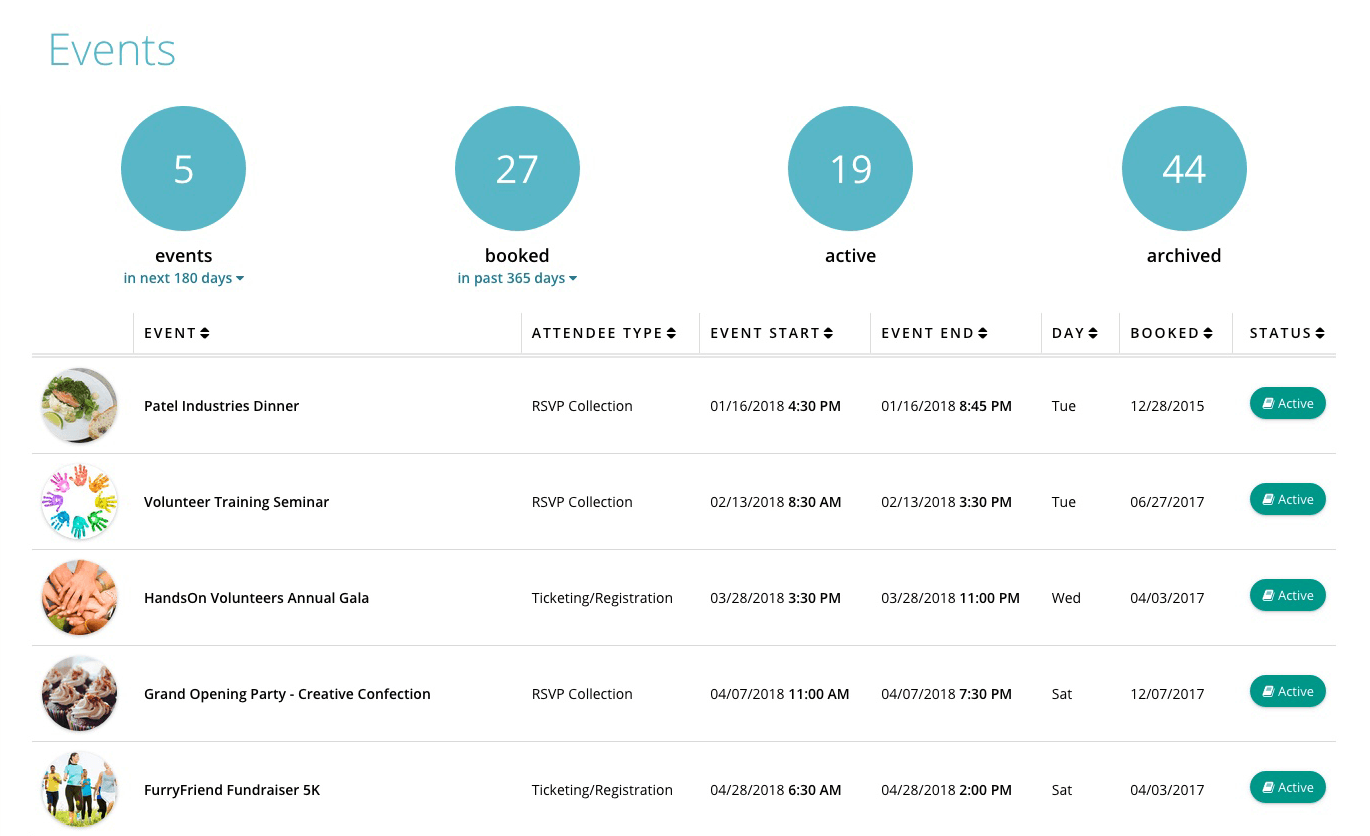 Events
5 27 19 44
events booked active archived
in next 180 days in past 365 days
EVENT ATTENDEE TYPE EVENT START EVENT END DAY BOOKED STATUS
Patel Industries Dinner RSVP Collection 01/16/2018 4:30 PM 01/16/2018 8:45 PM Tue 12/28/2015 Active
Volunteer Training Seminar RSVP Collection 02/13/2018 8:30 AM 02/13/2018 3:30 PM Tue 06/27/2017 Active
HandsOn Volunteers Annual Gala Ticketing/Registration 03/28/2018 3:30 PM 03/28/2018 11:00 PM Wed 04/03/2017 Active
Grand Opening Party - Creative Confection RSVP Collection 04/07/2018 11:00 AM 04/07/2018 7:30 PM Sat 12/07/2017 Active
FurryFriend Fundraiser 5K Ticketing/Registration 04/28/2018 6:30 AM 04/28/2018 2:00 PM Sat 04/03/2017 Active